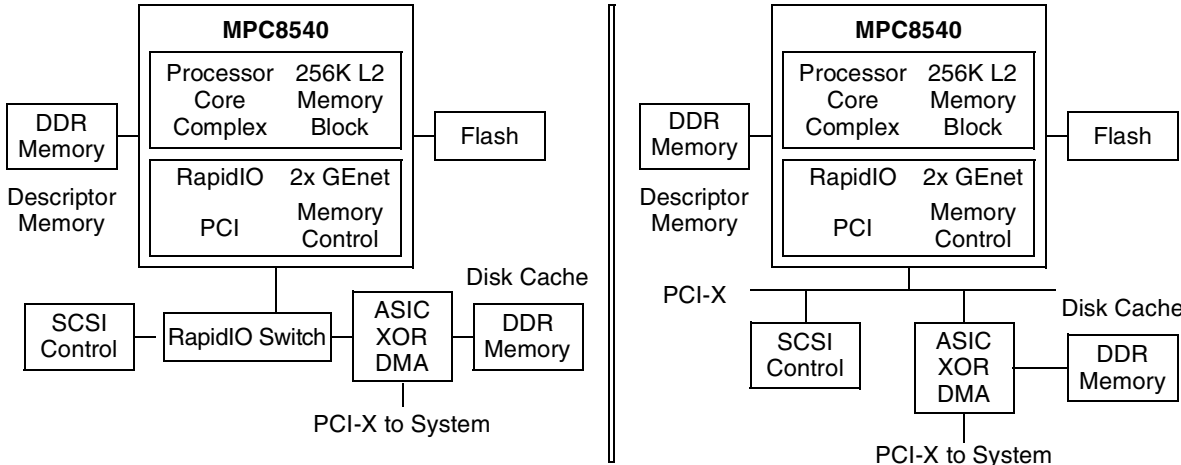 MPC8540
Processor
Core
Complex
256K L2
Memory
Block
DDR
Memory
Flash
Descriptor
Memory
RapidIO
2x GEnet
PCI
Memory
Control
Disk Cache
SCSI
Control
RapidIO Switch
ASIC
XOR
DMA
DDR
Memory
PCI-X to System
MPC8540
Processor
Core
Complex
256K L2
Memory
Block
DDR
Memory
Flash
Descriptor
Memory
RapidIO
2x GEnet
PCI
Memory
Control
PCI-X
Disk Cache
SCSI
Control
ASIC
XOR
DMA
DDR
Memory
PCI-X to System